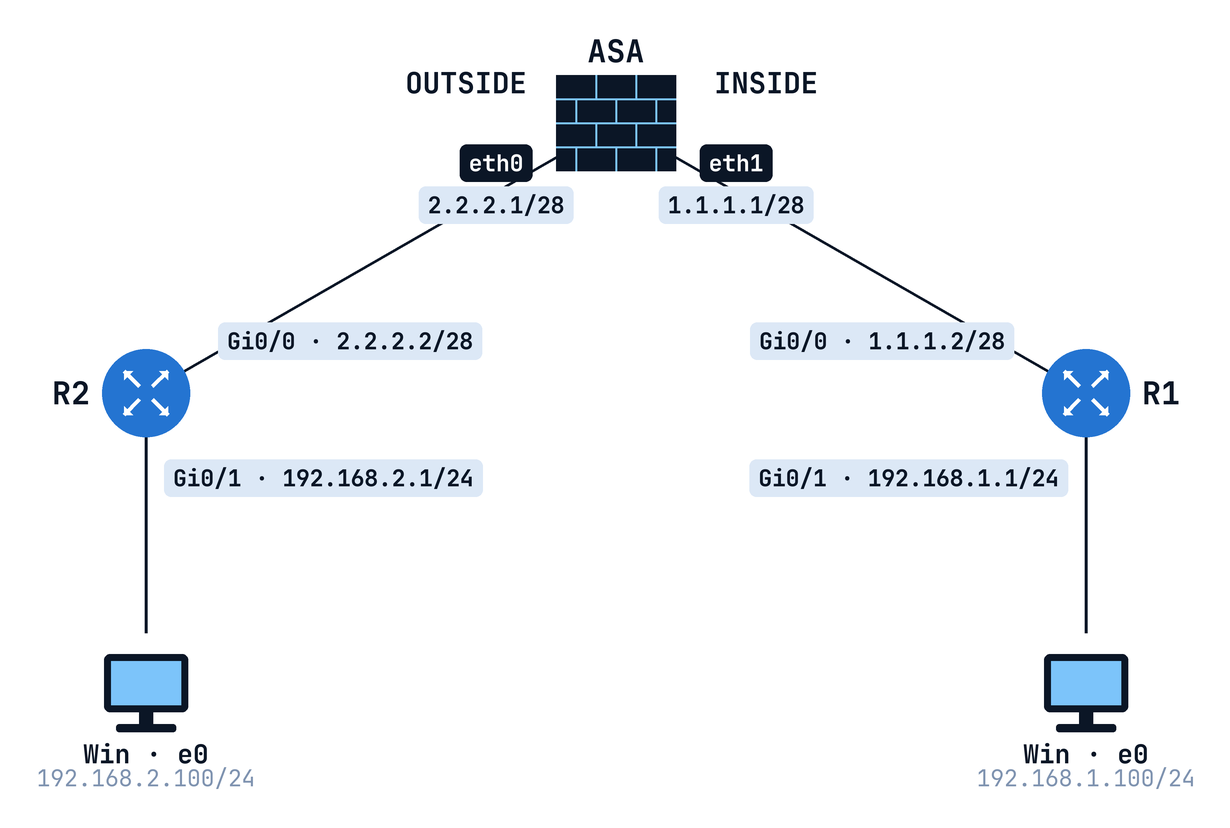 ASA
OUTSIDE
INSIDE
eth0
eth1
2.2.2.1/28
1.1.1.1/28
Gi0/0 · 2.2.2.2/28
Gi0/0 · 1.1.1.2/28
R2
R1
Gi0/1 · 192.168.2.1/24
Gi0/1 · 192.168.1.1/24
Win · e0
192.168.2.100/24
Win · e0
192.168.1.100/24